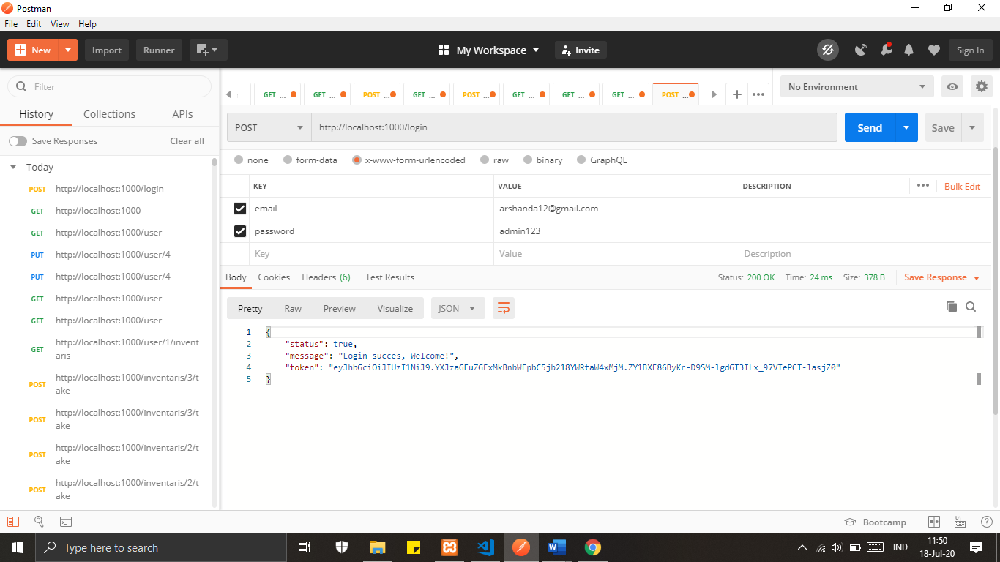 Postman
File Edit View Help
New Import Runner My Workspace Invite Sign In
Filter
History Collections APIs
Save Responses Clear all
Today
POST http://localhost:1000/login
GET http://localhost:1000
GET http://localhost:1000/user
PUT http://localhost:1000/user/4
PUT http://localhost:1000/user/4
GET http://localhost:1000/user
GET http://localhost:1000/user
GET http://localhost:1000/user/1/invent
aris
POST http://localhost:1000/inventaris/3/t
ake
POST http://localhost:1000/inventaris/3/t
ake
POST http://localhost:1000/inventaris/2/t
ake
POST http://localhost:1000/inventaris/2/t
ake
GET ... GET ... POST ... GET ... POST ... GET ... GET ... GET ... POST ... No Environment
POST http://localhost:1000/login Send Save
none form-data x-www-form-urlencoded raw binary GraphQL
KEY VALUE DESCRIPTION ••• Bulk Edit
email arshanda12@gmail.com
password admin123
Key Value Description
Body Cookies Headers (6) Test Results Status: 200 OK Time: 24 ms Size: 378 B Save Response
Pretty Raw Preview Visualize JSON
1 {
2 "status": true,
3 "message": "Login succes, Welcome!",
4 "token": "eyJhbGciOiJIUzI1NiJ9.YXJzaGFuZGExMkBnbWFpbC5jb218YWRtaW4xMjM.ZY1BXF86ByKr-D9SM-lgdGT3ILx_97VTePCT-lasjZ0"
5 }
Bootcamp
Type here to search IND 11:50
18-Jul-20